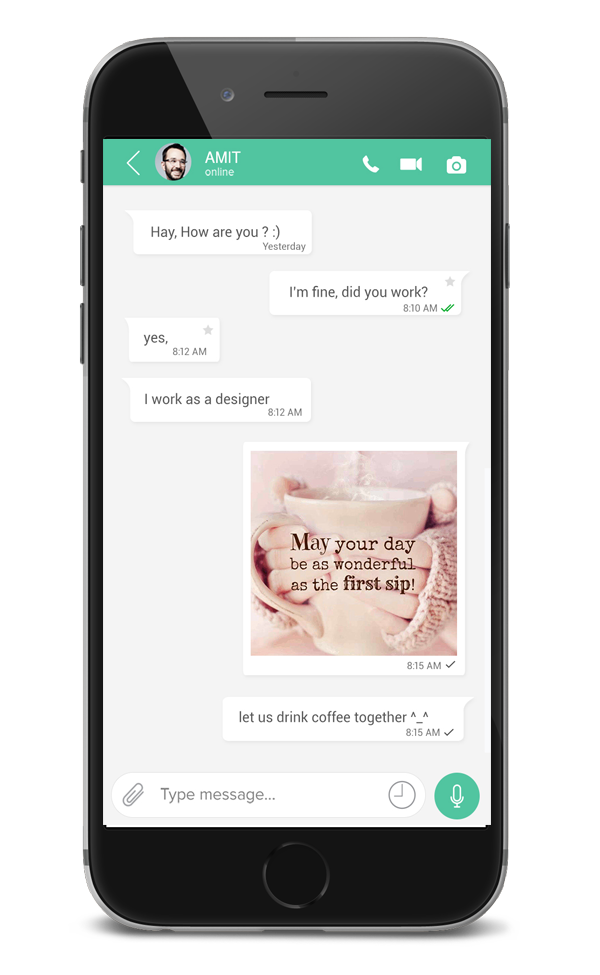 AMIT
online
Hay, How are you ? :)
Yesterday
I'm fine, did you work?
8:10 AM
yes,
8:12 AM
I work as a designer
8:12 AM
May your day
be as wonderful
as the first sip!
8:15 AM
let us drink coffee together ^_^
8:15 AM
Type message...